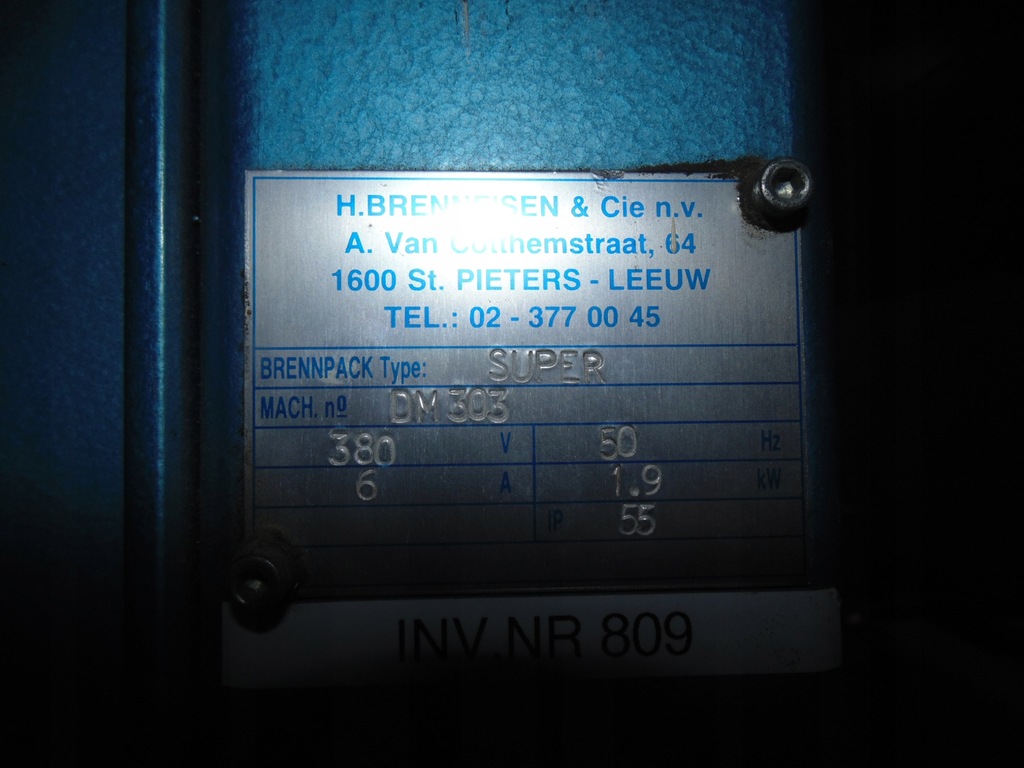 H.BRENNEISEN & Cie n.v.
A. Van Cotthemstraat, 64
1600 St. PIETERS - LEEUW
TEL.: 02 - 377 00 45
BRENNPACK Type: SUPER
MACH. nº DM 303
380 V 50 Hz
6 A 1.9 kW
IP 55
INV.NR 809